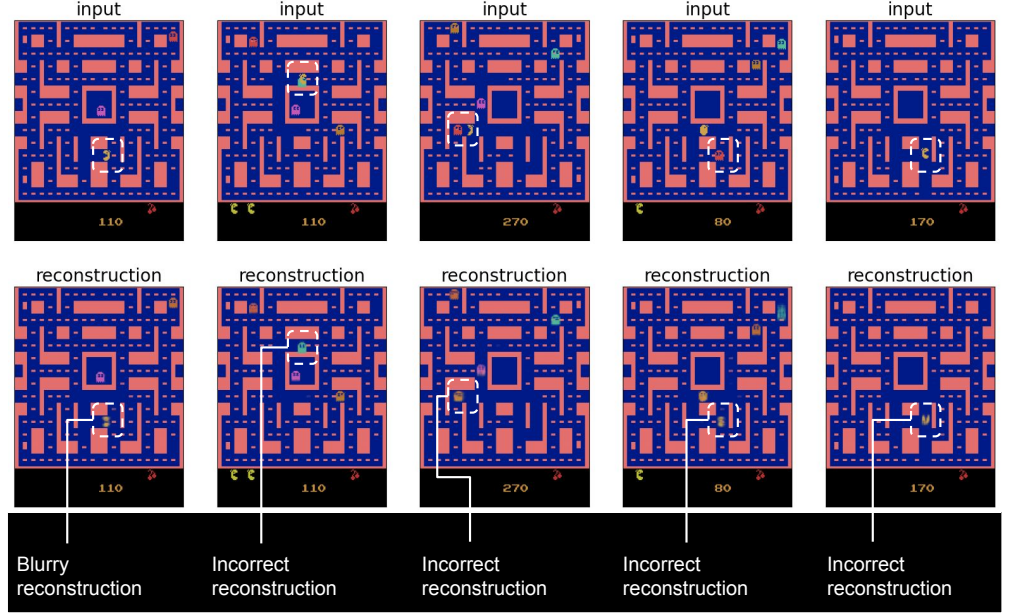 input input input input input
110 110 270 80 170
reconstruction reconstruction reconstruction reconstruction reconstruction
110 110 270 80 170
Blurry Incorrect Incorrect Incorrect Incorrect
reconstruction reconstruction reconstruction reconstruction reconstruction